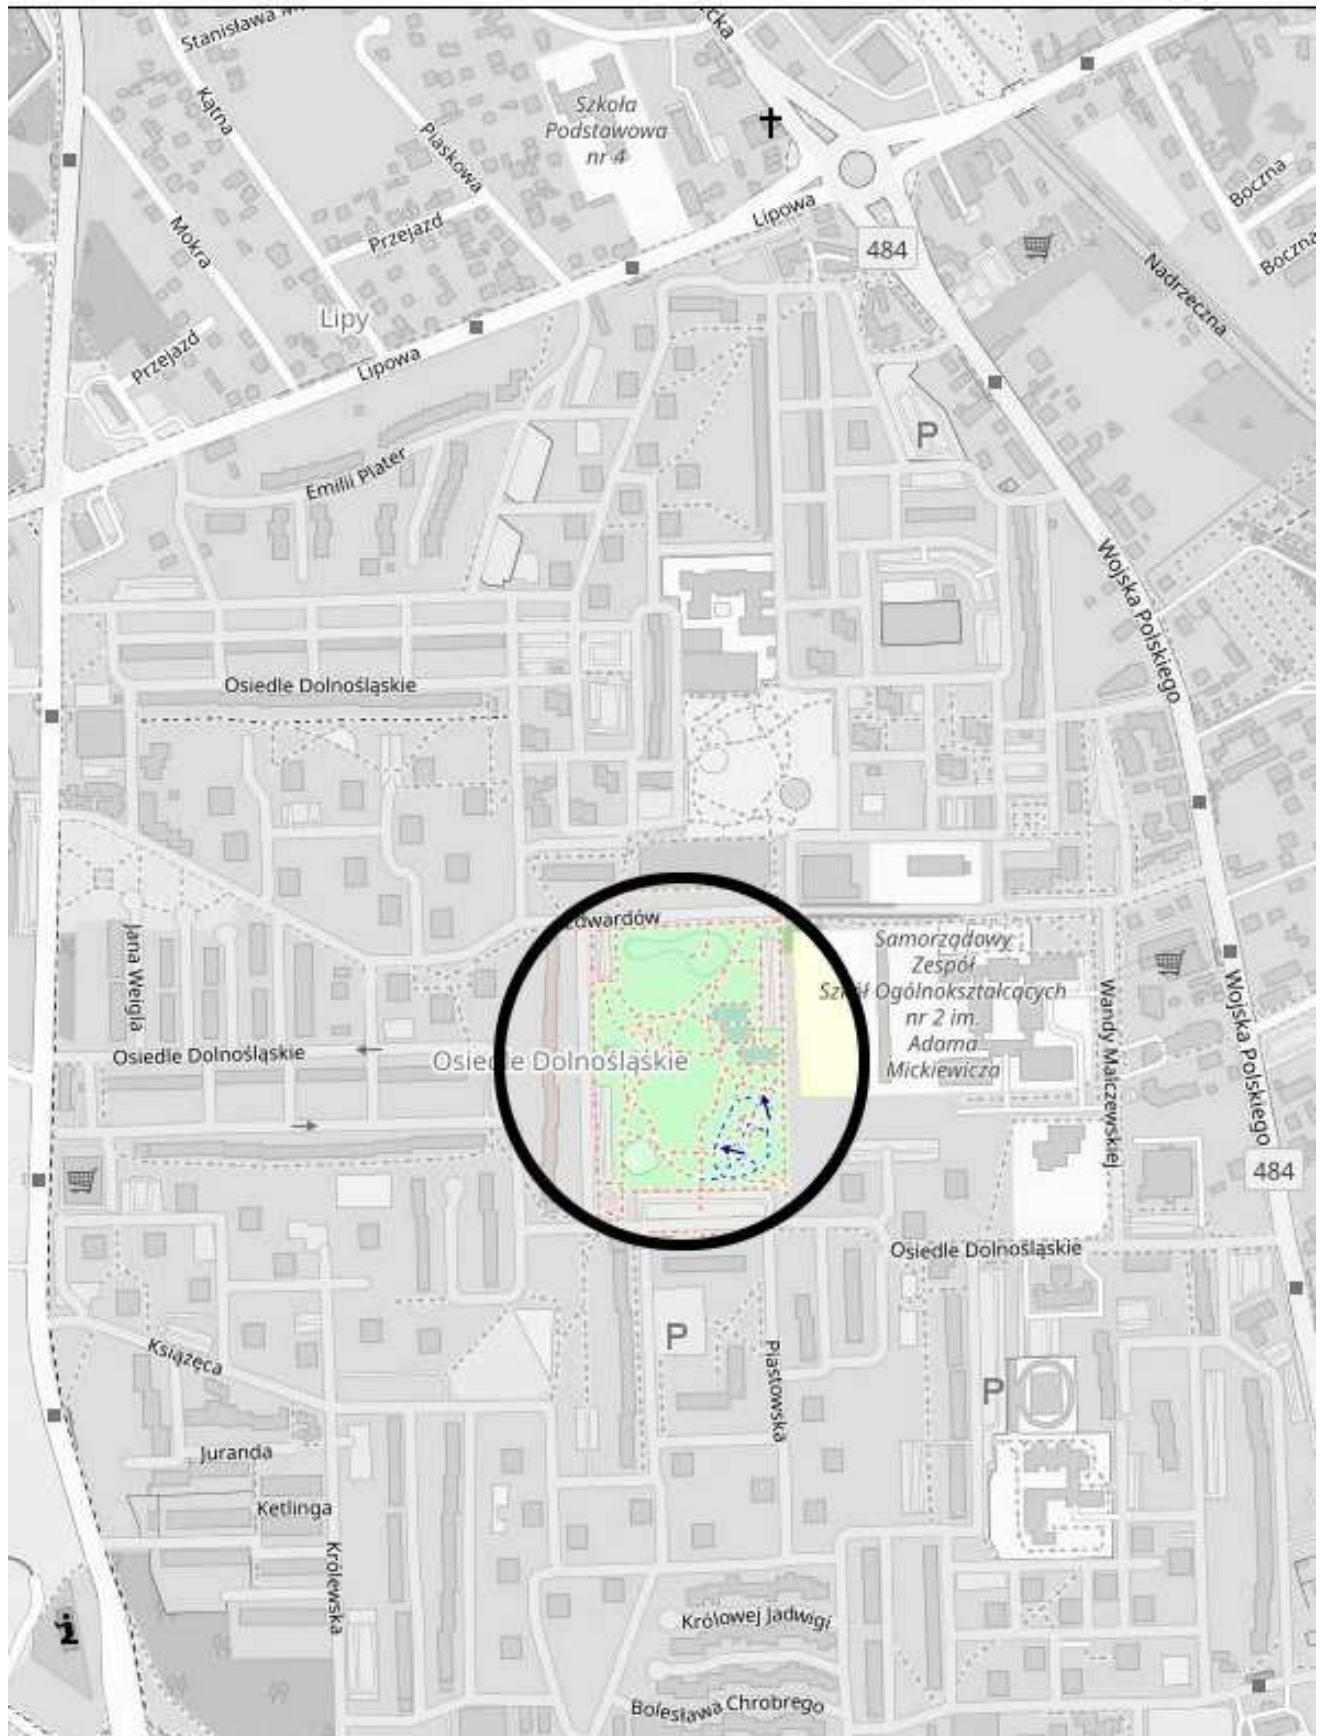 Stanisława M
cka
Kątna
Szkoła
Podstawowa
nr 4
Piaskowa
Boczna
Lipowa
Przejazd
Mokra
484
Boczna
Nadrzeczna
Lipy
Przejazd
Lipowa
P
Emilii Plater
Wojska Polskiego
Osiedle Dolnośląskie
Edwardów
Samorządowy
Zespół
Szkół Ogólnokształcących
nr 2 im.
Adama
Mickiewicza
Jana Weigla
Wandy Malczewskiej
Wojska Polskiego
Osiedle Dolnośląskie
Osiedle Dolnośląskie
484
Osiedle Dolnośląskie
P
Książęca
Piastowska
P
Juranda
Ketlinga
Królewska
Królowej Jadwigi
Bolesława Chrobrego